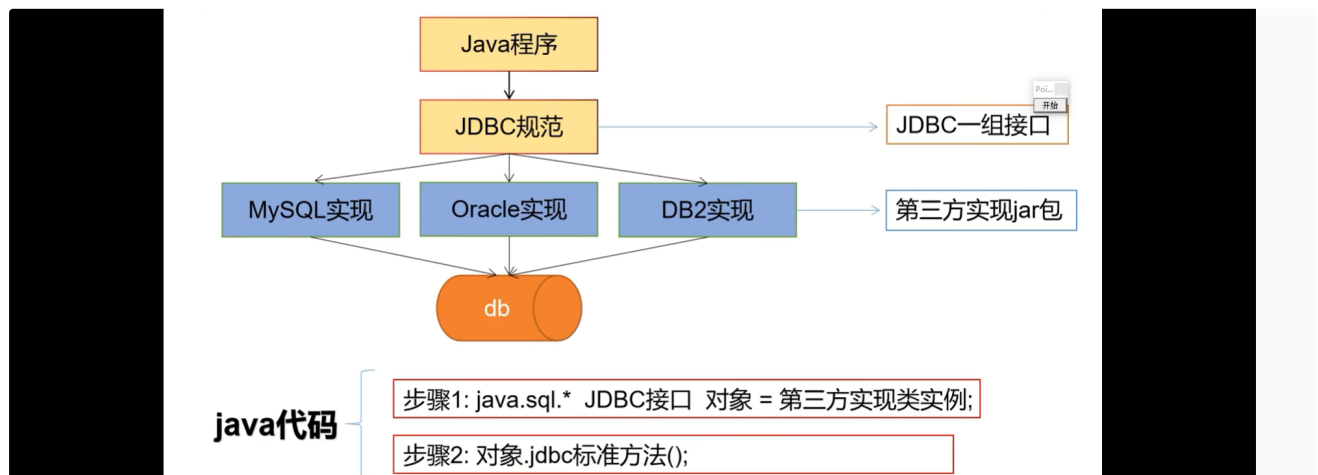 Java程序
Poi...
开始
JDBC规范
JDBC一组接口
MySQL实现
Oracle实现
DB2实现
第三方实现jar包
db
java代码
步骤1: java.sql.* JDBC接口 对象 = 第三方实现类实例;
步骤2: 对象.jdbc标准方法();